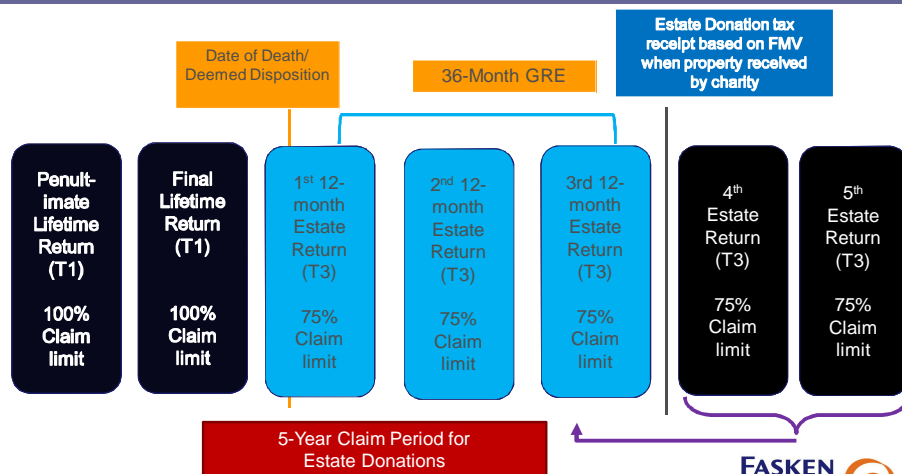 Date of Death/
Deemed Disposition
36-Month GRE
Estate Donation tax
receipt based on FMV
when property received
by charity
Penult-
imate
Lifetime
Return
(T1)
100%
Claim
limit
Final
Lifetime
Return
(T1)
100%
Claim
limit
1st 12-
month
Estate
Return
(T3)
75%
Claim
limit
2nd 12-
month
Estate
Return
(T3)
75%
Claim
limit
3rd 12-
month
Estate
Return
(T3)
75%
Claim
limit
4th
Estate
Return
(T3)
75%
Claim
limit
5th
Estate
Return
(T3)
75%
Claim
limit
5-Year Claim Period for
Estate Donations
FASKEN